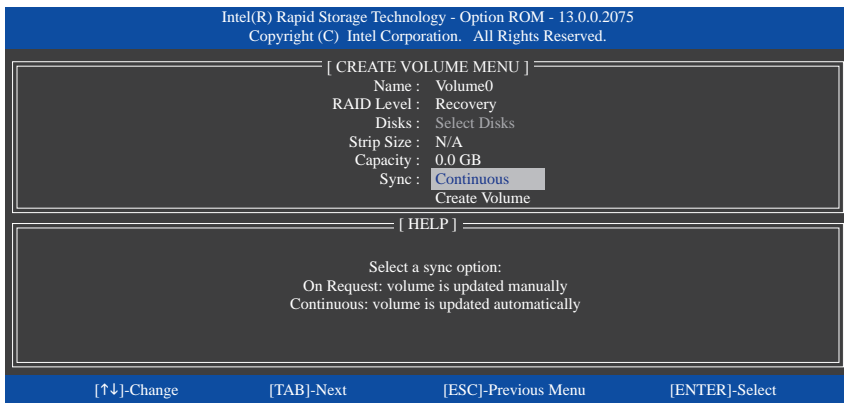 Intel(R) Rapid Storage Technology - Option ROM - 13.0.0.2075
Copyright (C) Intel Corporation. All Rights Reserved.
[ CREATE VOLUME MENU ]
Name : Volume0
RAID Level : Recovery
Disks : Select Disks
Strip Size : N/A
Capacity : 0.0 GB
Sync : Continuous
Create Volume
[ HELP ]
Select a sync option:
On Request: volume is updated manually
Continuous: volume is updated automatically
[↑↓]-Change [TAB]-Next [ESC]-Previous Menu [ENTER]-Select